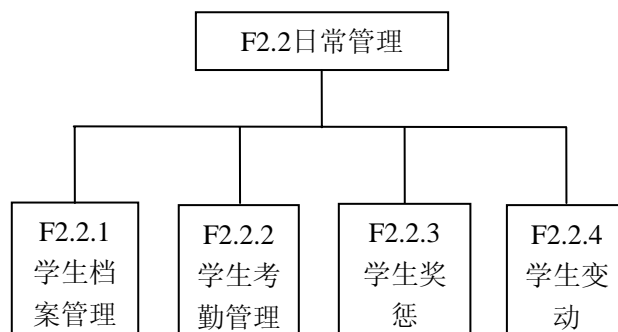 F2.2日常管理
F2.2.1
学生档
案管理
F2.2.2
学生考
勤管理
F2.2.3
学生奖
惩
F2.2.4
学生变
动